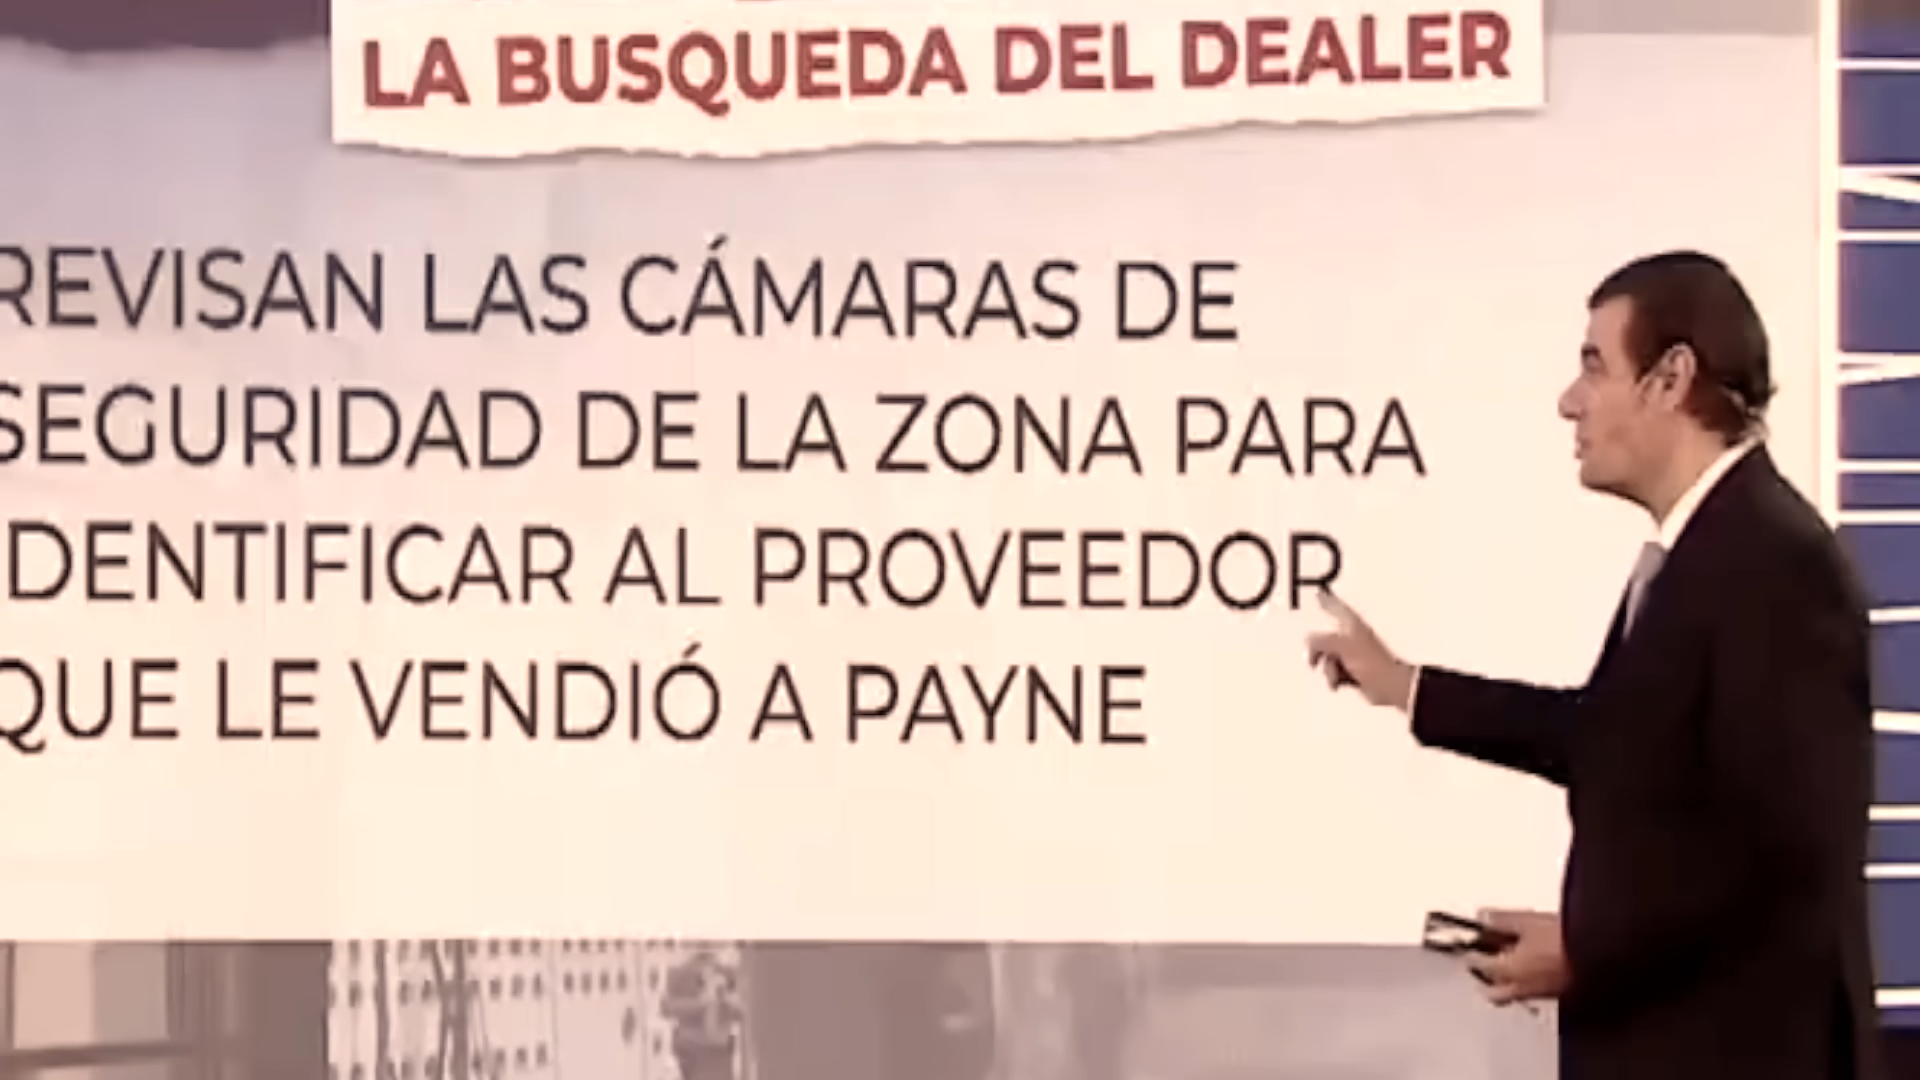 LA BUSQUEDA DEL DEALER
REVISAN LAS CÁMARAS DE
SEGURIDAD DE LA ZONA PARA
IDENTIFICAR AL PROVEEDOR
QUE LE VENDIÓ A PAYNE